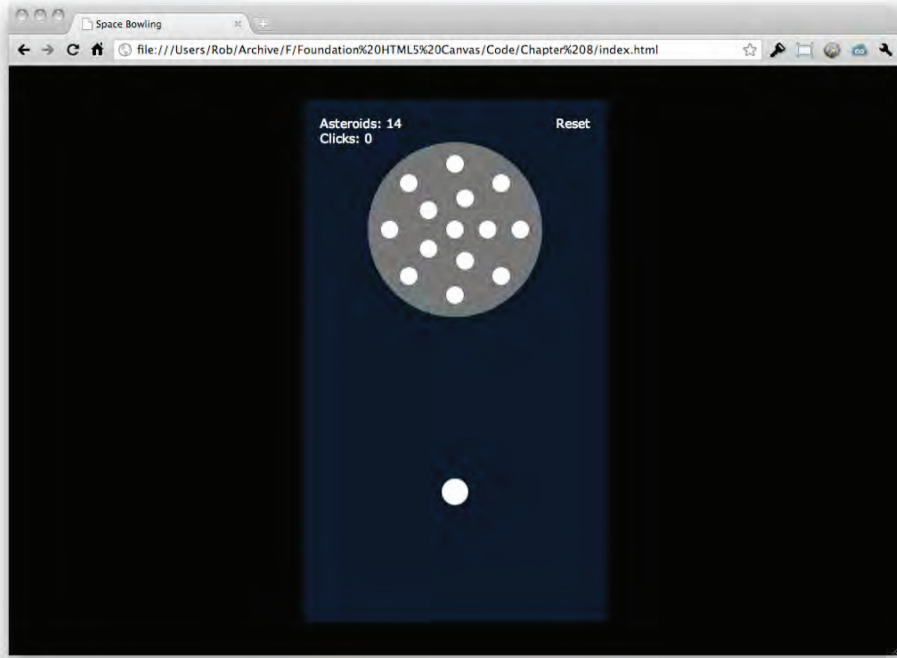 Space Bowling
file:///Users/Rob/Archive/F/Foundation%20HTML5%20Canvas/Code/Chapter%208/index.html
Asteroids: 14
Reset
Clicks: 0